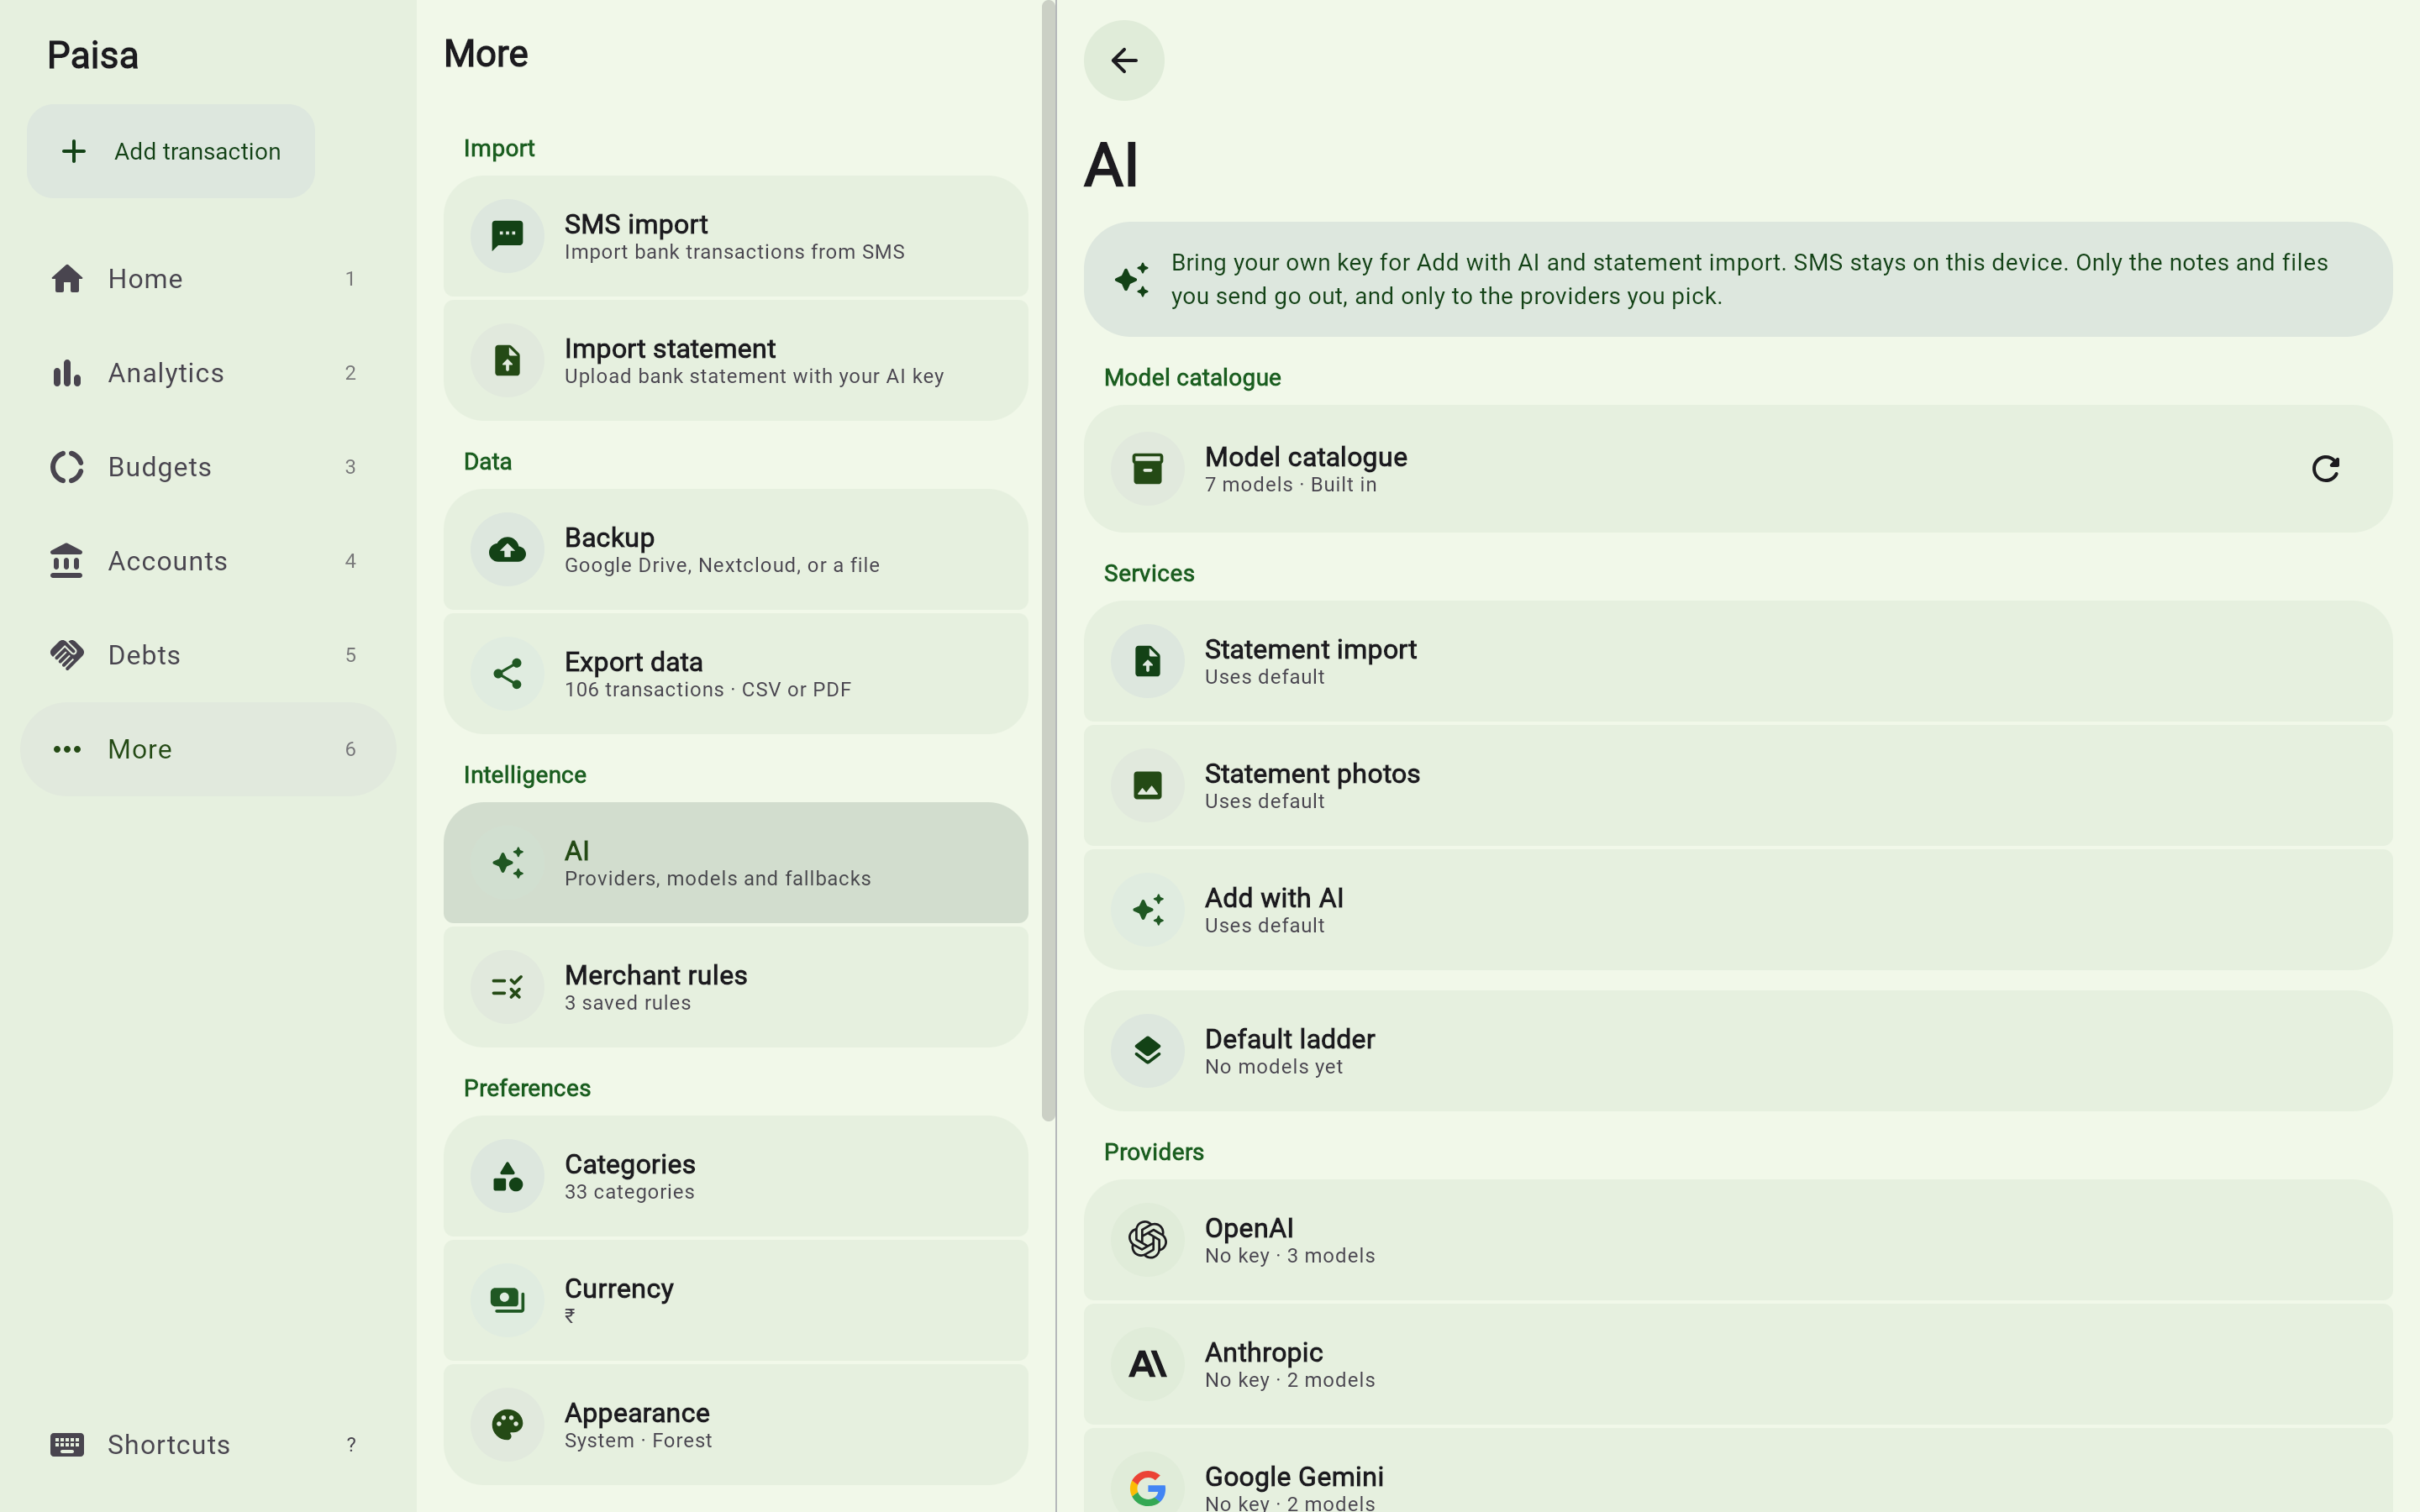 Paisa
Add transaction
Home 1
Analytics 2
Budgets 3
Accounts 4
Debts 5
More 6
Shortcuts ?
More
Import
SMS import
Import bank transactions from SMS
Import statement
Upload bank statement with your AI key
Data
Backup
Google Drive, Nextcloud, or a file
Export data
106 transactions · CSV or PDF
Intelligence
AI
Providers, models and fallbacks
Merchant rules
3 saved rules
Preferences
Categories
33 categories
Currency
₹
Appearance
System · Forest
AI
Bring your own key for Add with AI and statement import. SMS stays on this device. Only the notes and files
you send go out, and only to the providers you pick.
Model catalogue
Model catalogue
7 models · Built in
Services
Statement import
Uses default
Statement photos
Uses default
Add with AI
Uses default
Default ladder
No models yet
Providers
OpenAI
No key · 3 models
Anthropic
No key · 2 models
Google Gemini
No key · 2 models